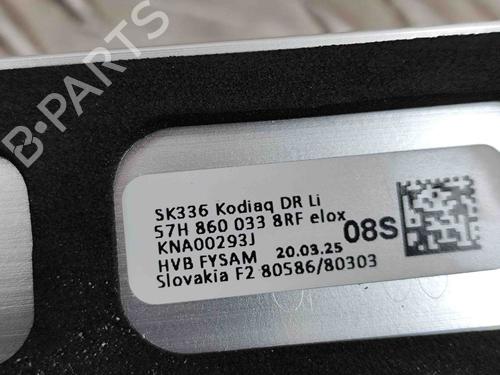 B-PARTS
SK336 Kodiaq DR Li
57H 860 033 8RF elox
KNA00293J 08S
HVB FYSAM 20.03.25
Slovakia F2 80586/80303